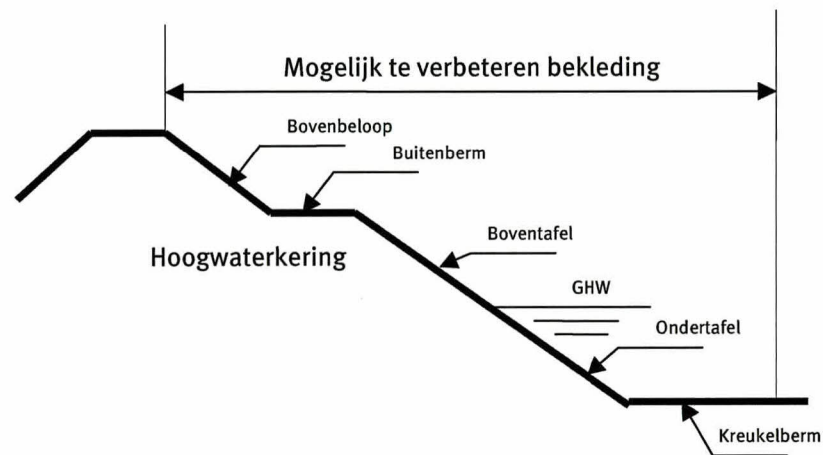 Mogelijk te verbeteren bekleding
Bovenbeloop
Buitenberm
Boventafel
Hoogwaterkering
GHW
Ondertafel
Kreukelberm